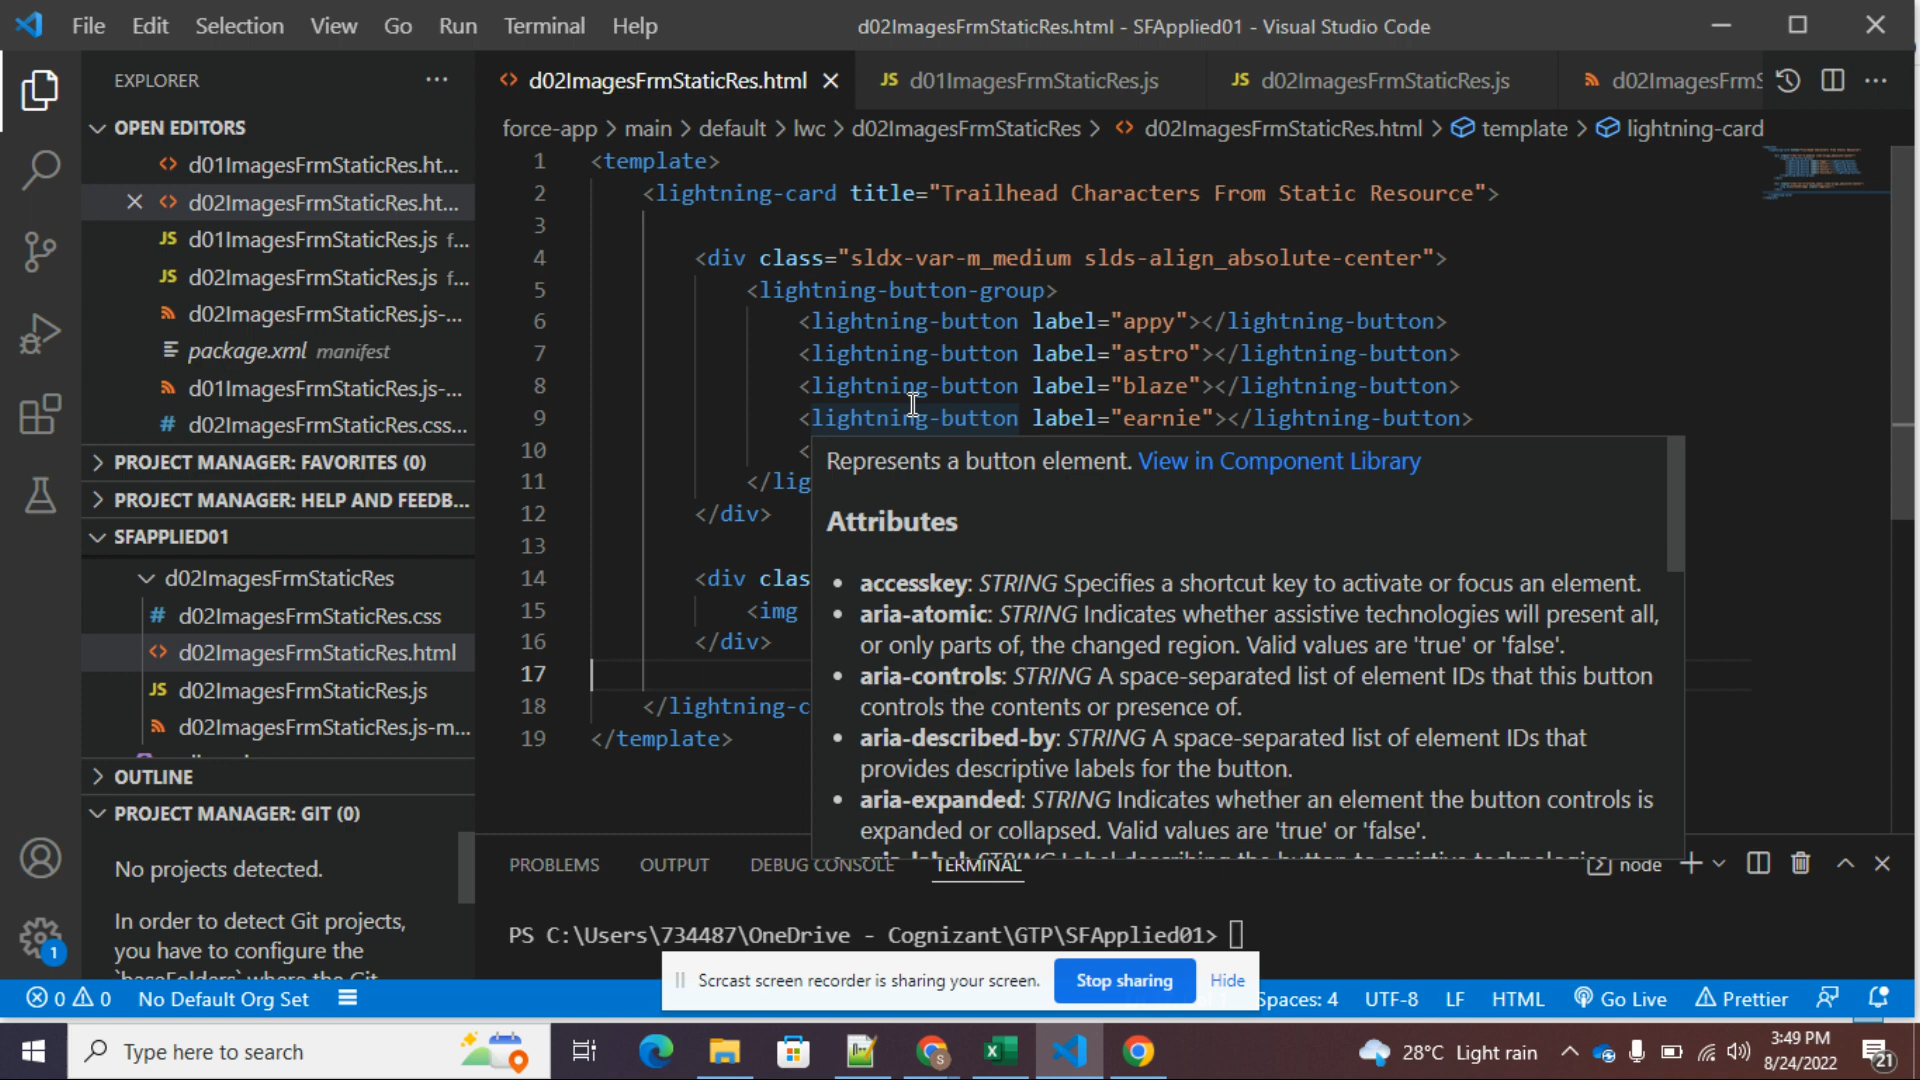 File Edit Selection View Go Run Terminal Help
d02ImagesFrmStaticRes.html - SFApplied01 - Visual Studio Code
EXPLORER
OPEN EDITORS
<> d01ImagesFrmStaticRes.ht...
<> d02ImagesFrmStaticRes.ht...
JS d01ImagesFrmStaticRes.js f...
JS d02ImagesFrmStaticRes.js f...
d02ImagesFrmStaticRes.js-...
package.xml manifest
d01ImagesFrmStaticRes.js-...
# d02ImagesFrmStaticRes.css...
PROJECT MANAGER: FAVORITES (0)
PROJECT MANAGER: HELP AND FEEDB...
SFAPPLIED01
d02ImagesFrmStaticRes
# d02ImagesFrmStaticRes.css
<> d02ImagesFrmStaticRes.html
JS d02ImagesFrmStaticRes.js
d02ImagesFrmStaticRes.js-m...
OUTLINE
PROJECT MANAGER: GIT (0)
No projects detected.
In order to detect Git projects,
you have to configure the
`baseFolders` where the Git
1
<> d02ImagesFrmStaticRes.html
JS d01ImagesFrmStaticRes.js
JS d02ImagesFrmStaticRes.js
d02ImagesFrmS
force-app > main > default > lwc > d02ImagesFrmStaticRes > <> d02ImagesFrmStaticRes.html > template > lightning-card
1 <template>
2 <lightning-card title="Trailhead Characters From Static Resource">
3
4 <div class="sldx-var-m_medium slds-align_absolute-center">
5 <lightning-button-group>
6 <lightning-button label="appy"></lightning-button>
7 <lightning-button label="astro"></lightning-button>
8 <lightning-button label="blaze"></lightning-button>
9 <lightning-button label="earnie"></lightning-button>
10 <
11 </lig
12 </div>
13
14 <div clas
15 <img
16 </div>
17
18 </lightning-c
19 </template>
Represents a button element. View in Component Library
Attributes
• accesskey: STRING Specifies a shortcut key to activate or focus an element.
• aria-atomic: STRING Indicates whether assistive technologies will present all,
or only parts of, the changed region. Valid values are 'true' or 'false'.
• aria-controls: STRING A space-separated list of element IDs that this button
controls the contents or presence of.
• aria-described-by: STRING A space-separated list of element IDs that
provides descriptive labels for the button.
• aria-expanded: STRING Indicates whether an element the button controls is
expanded or collapsed. Valid values are 'true' or 'false'.
PROBLEMS OUTPUT DEBUG CONSOLE TERMINAL
node
PS C:\Users\734487\OneDrive - Cognizant\GTP\SFApplied01>
Scrcast screen recorder is sharing your screen. Stop sharing Hide
0 0 No Default Org Set
Spaces: 4 UTF-8 LF HTML Go Live Prettier
Type here to search
28°C Light rain
3:49 PM
8/24/2022
21